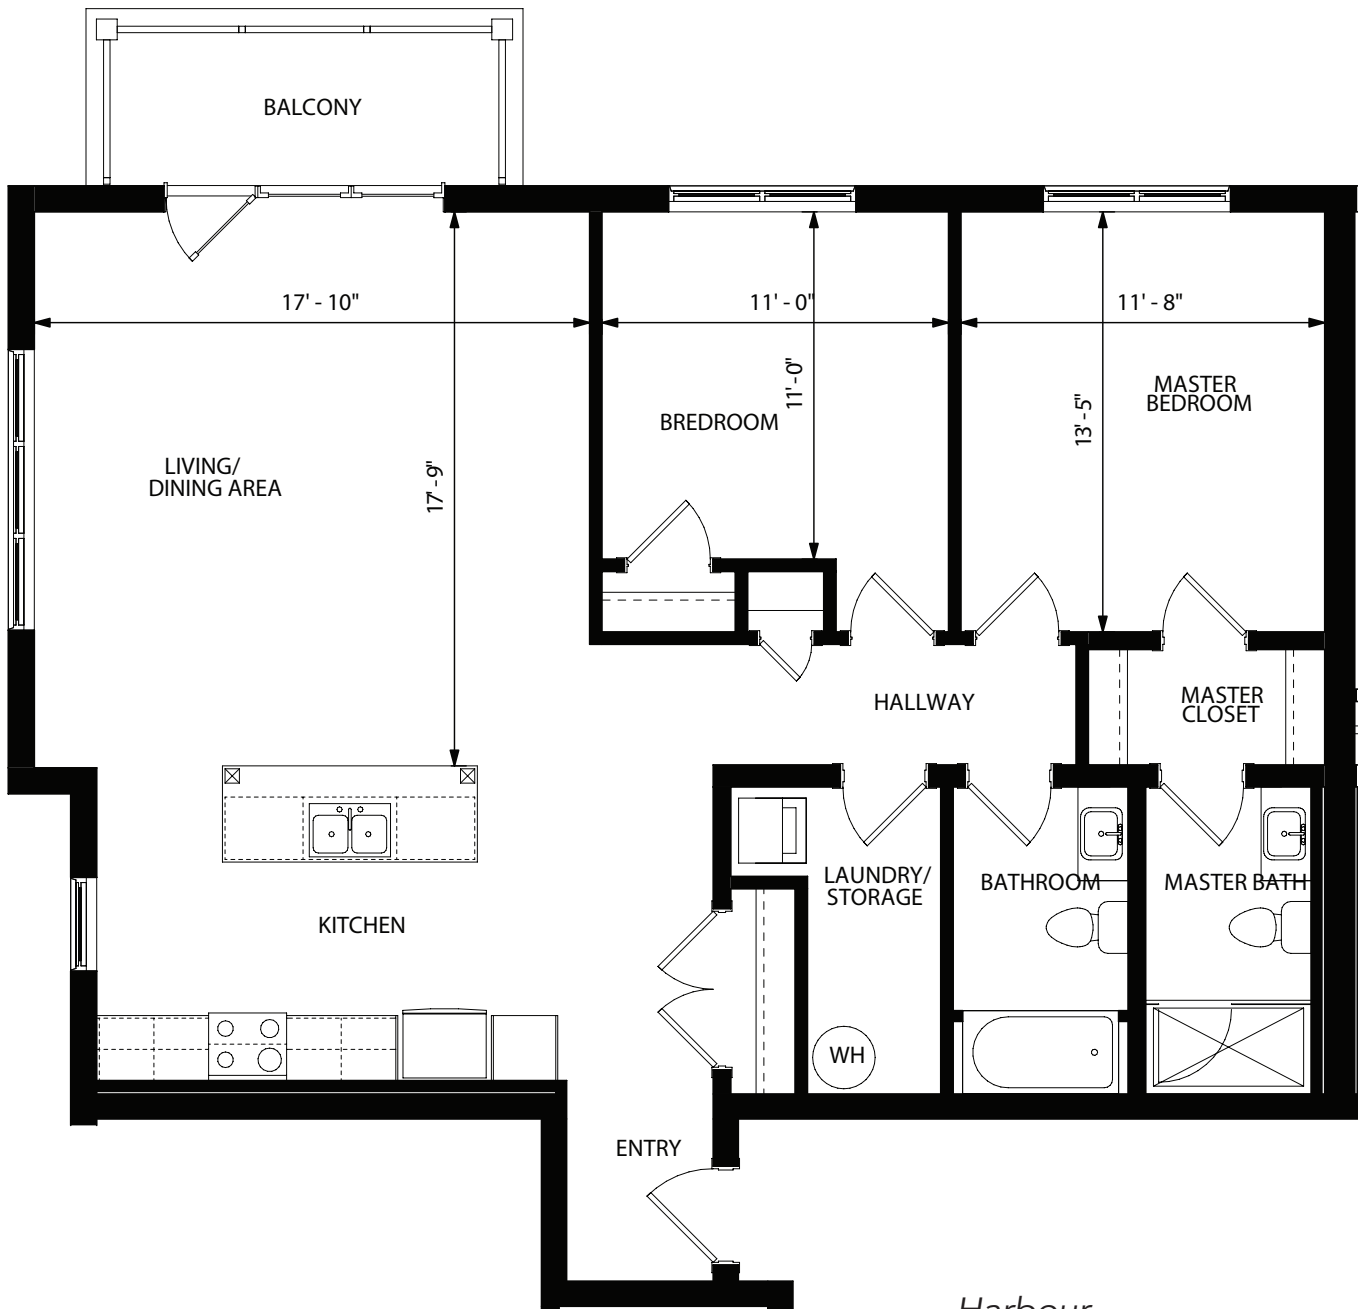 BALCONY
17' - 10"
11' - 0"
11' - 8"
11'-0"
MASTER
BEDROOM
13' - 5"
BREDROOM
LIVING/
DINING AREA
17'-9"
HALLWAY
MASTER
CLOSET
LAUNDRY/
STORAGE
BATHROOM
MASTER BATH
KITCHEN
WH
ENTRY
Harbour